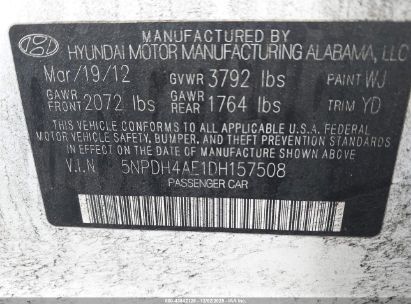 HYUNDAI MOTOR MANUFACTURING ALABAMA, LLC
Mar/19/12 GVWR 3792 lbs PAINT WJ
GAWR FRONT 2072 lbs GAWR REAR 1764 lbs TRIM YD
THIS VEHICLE CONFORMS TO ALL APPLICABLE U.S.A. FEDERAL
MOTOR VEHICLE SAFETY, BUMPER, AND THEFT PREVENTION STANDARDS
IN EFFECT ON THE DATE OF MANUFACTURE SHOWN ABOVE.
V.I.N 5NPDH4AE1DH157508
PASSENGER CAR